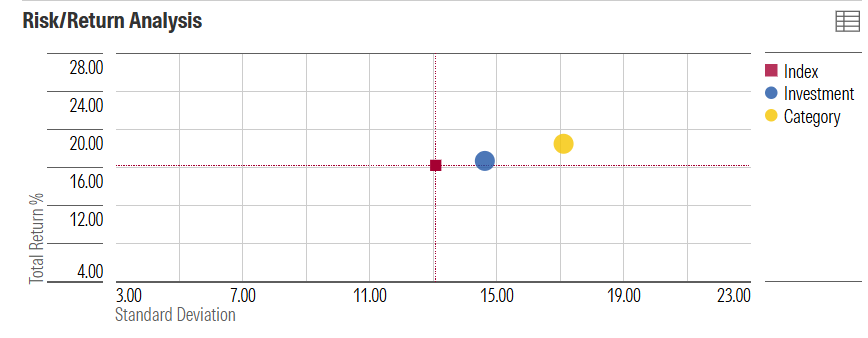 Risk/Return Analysis
28.00
24.00
20.00
16.00
12.00
4.00
Total Return %
3.00 7.00 11.00 15.00 19.00 23.00
Standard Deviation
Index
Investment
Category